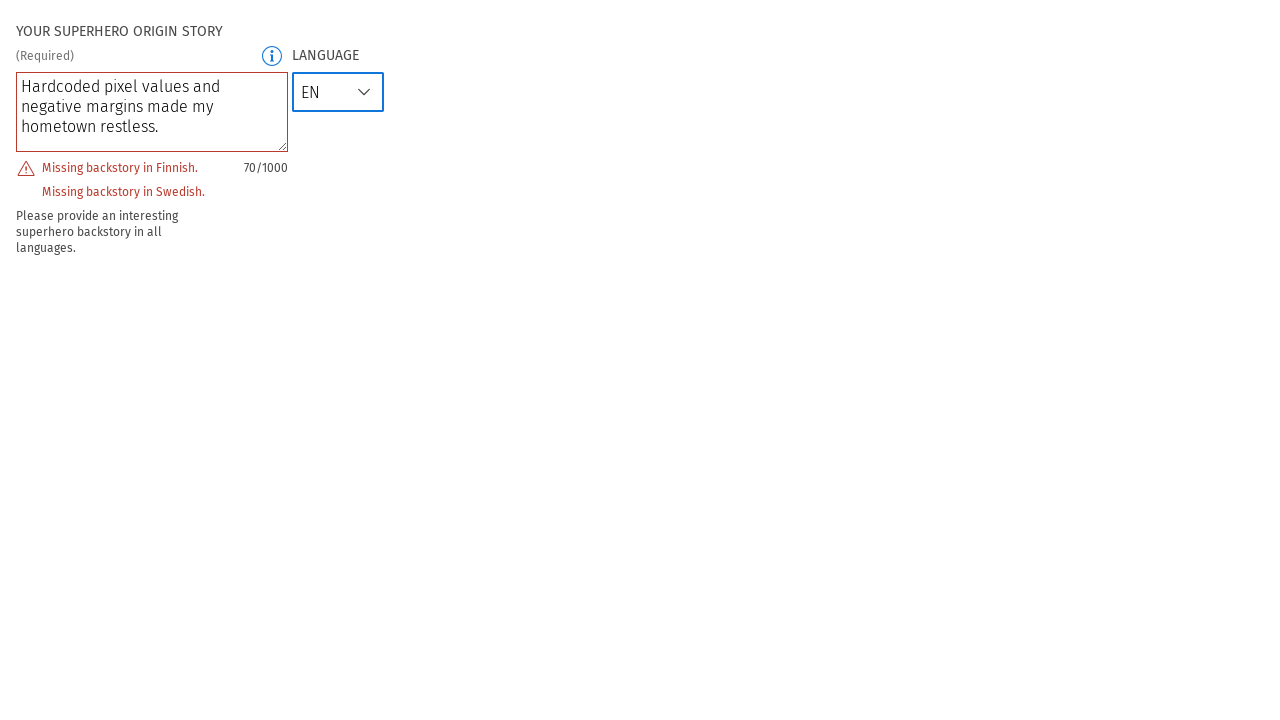 YOUR SUPERHERO ORIGIN STORY
(Required)
LANGUAGE
Hardcoded pixel values and
negative margins made my
hometown restless.
EN
Missing backstory in Finnish.
70/1000
Missing backstory in Swedish.
Please provide an interesting
superhero backstory in all
languages.